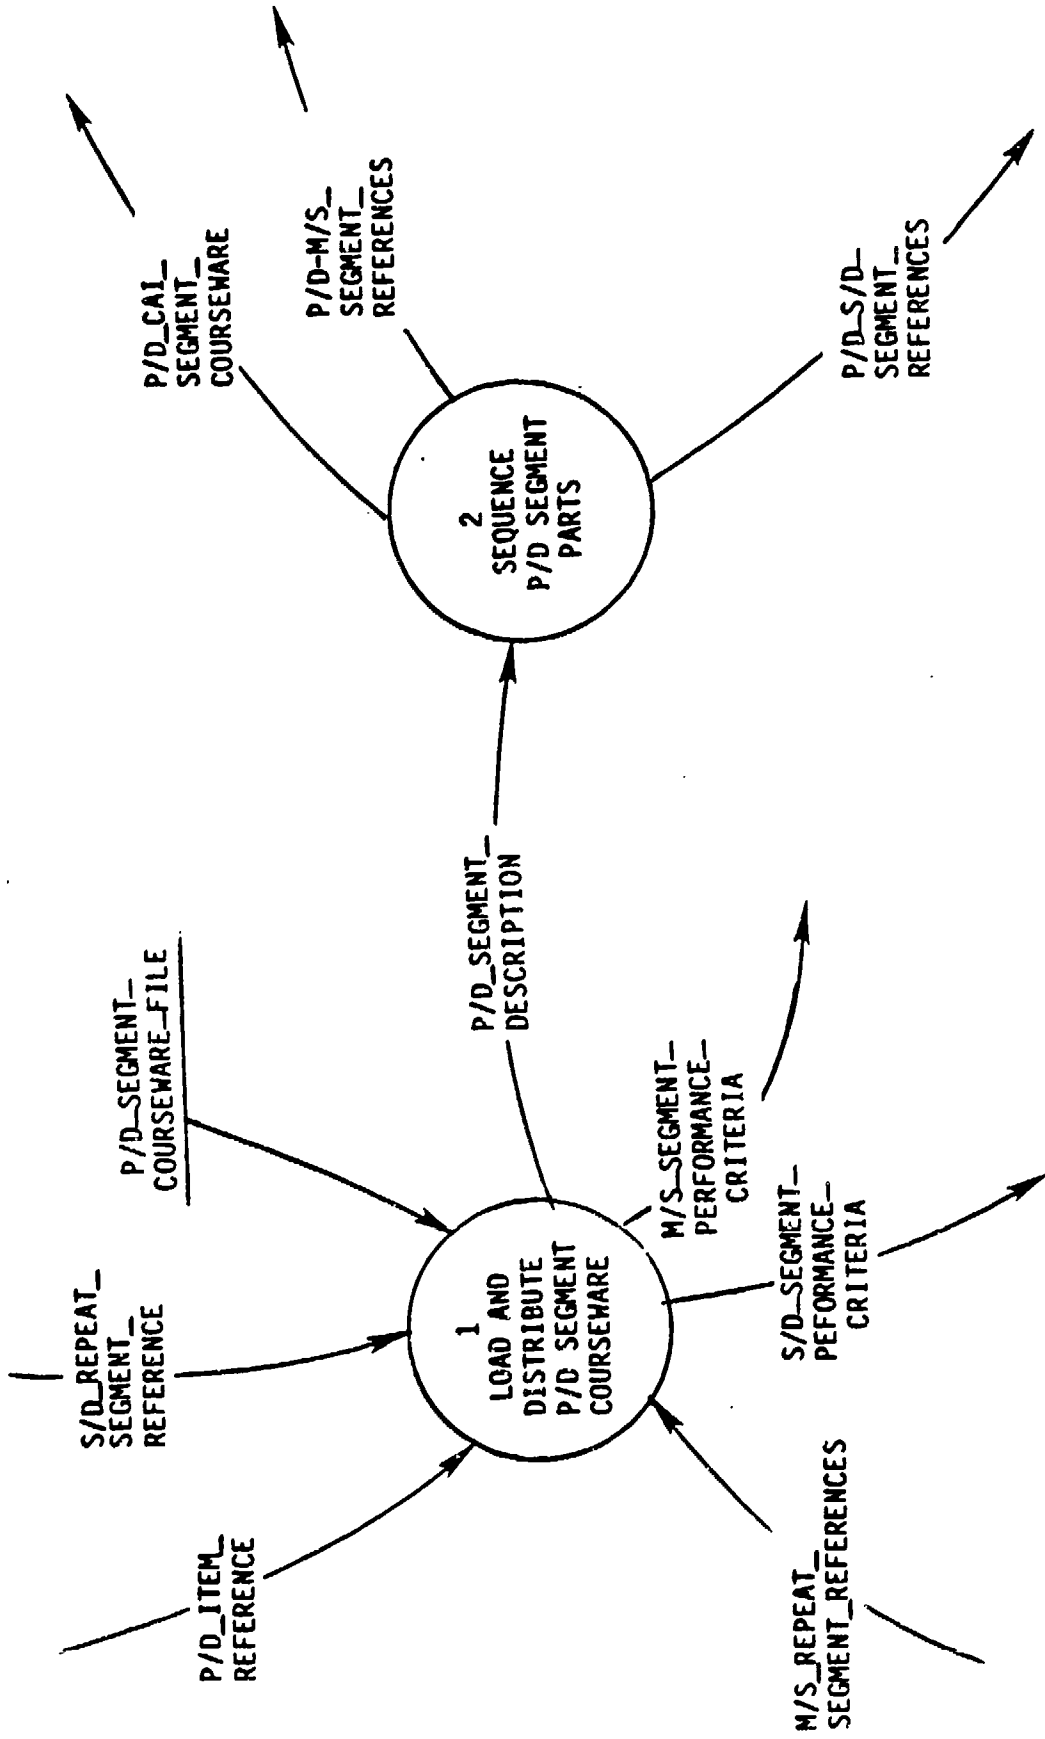 P/D_ITEM_
REFERENCE
S/D_REPEAT_
SEGMENT_
REFERENCE
P/D_SEGMENT_
COURSEWARE_FILE
M/S_REPEAT_
SEGMENT_REFERENCES
1
LOAD AND
DISTRIBUTE
P/D SEGMENT
COURSEWARE
S/D_SEGMENT_
PEFORMANCE_
CRITERIA
M/S_SEGMENT_
PERFORMANCE_
CRITERIA
P/D_SEGMENT_
DESCRIPTION
2
SEQUENCE
P/D SEGMENT
PARTS
P/D_CAI_
SEGMENT_
COURSEWARE
P/D-M/S_
SEGMENT_
REFERENCES
P/D_S/D_
SEGMENT_
REFERENCES